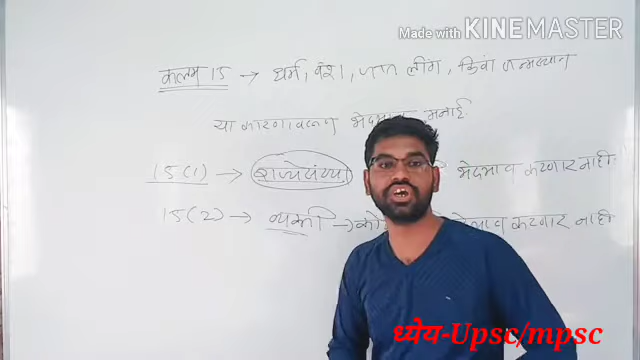 Made with KINEMASTER
कलम 15 → धर्म, वंश, जात लींग, किंवा जन्मस्थान
या कारणावरून भेदभाव मनाई
15(1) → राज्यसंस्था भेदभाव करणार नाही
15(2) → व्यक्ती → भेदभाव करणार नाही
ध्येय-Upsc/mpsc